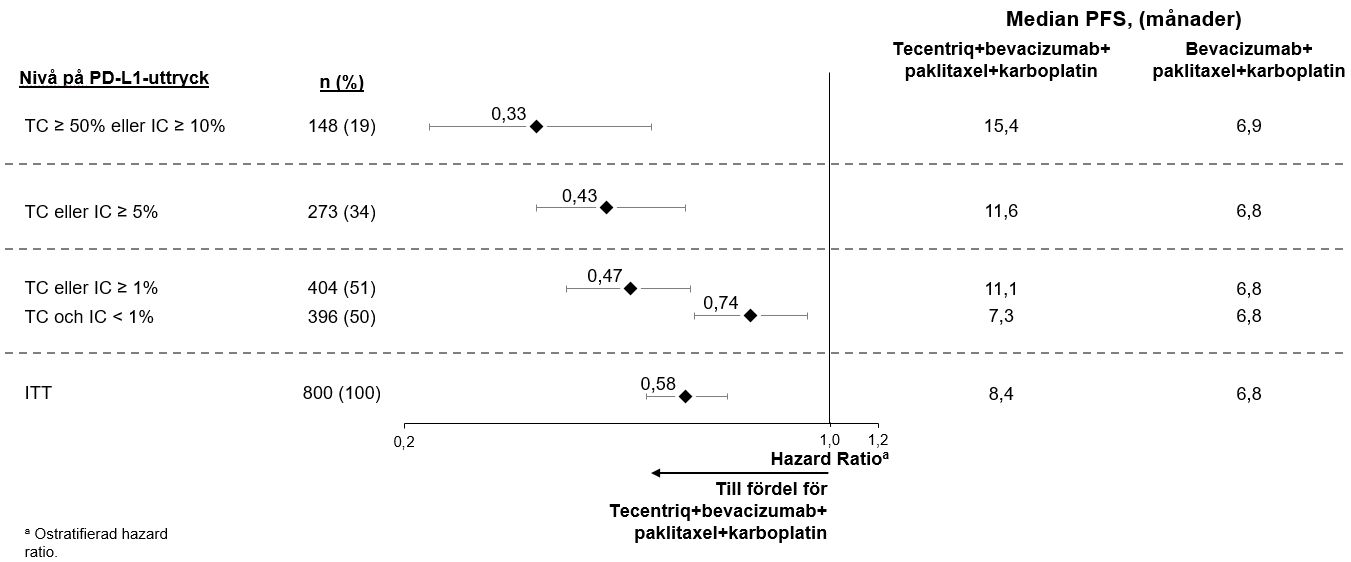 Median PFS, (månader)
Tecentriq+bevacizumab+
paklitaxel+karboplatin
Bevacizumab+
paklitaxel+karboplatin
Nivå på PD-L1-uttryck
n (%)
TC ≥ 50% eller IC ≥ 10% 148 (19) 0,33 15,4 6,9
TC eller IC ≥ 5% 273 (34) 0,43 11,6 6,8
TC eller IC ≥ 1% 404 (51) 0,47 11,1 6,8
TC och IC < 1% 396 (50) 0,74 7,3 6,8
ITT 800 (100) 0,58 8,4 6,8
0,2 1,0 1,2
Hazard Ratioᵃ
Till fördel för
Tecentriq+bevacizumab+
paklitaxel+karboplatin
ᵃ Ostratifierad hazard
ratio.